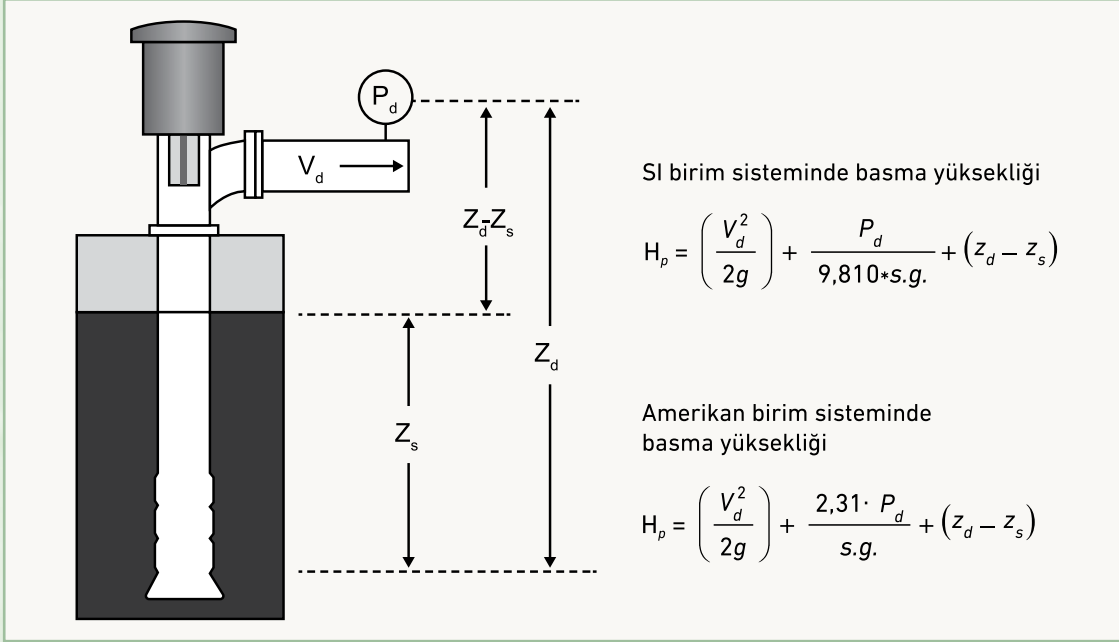 P_d
V_d
Z_d-Z_s
Z_d
Z_s
SI birim sisteminde basma yüksekliği
H_p = (V_d^2 / 2g) + P_d / 9,810*s.g. + (z_d – z_s)
Amerikan birim sisteminde
basma yüksekliği
H_p = (V_d^2 / 2g) + 2,31· P_d / s.g. + (z_d – z_s)